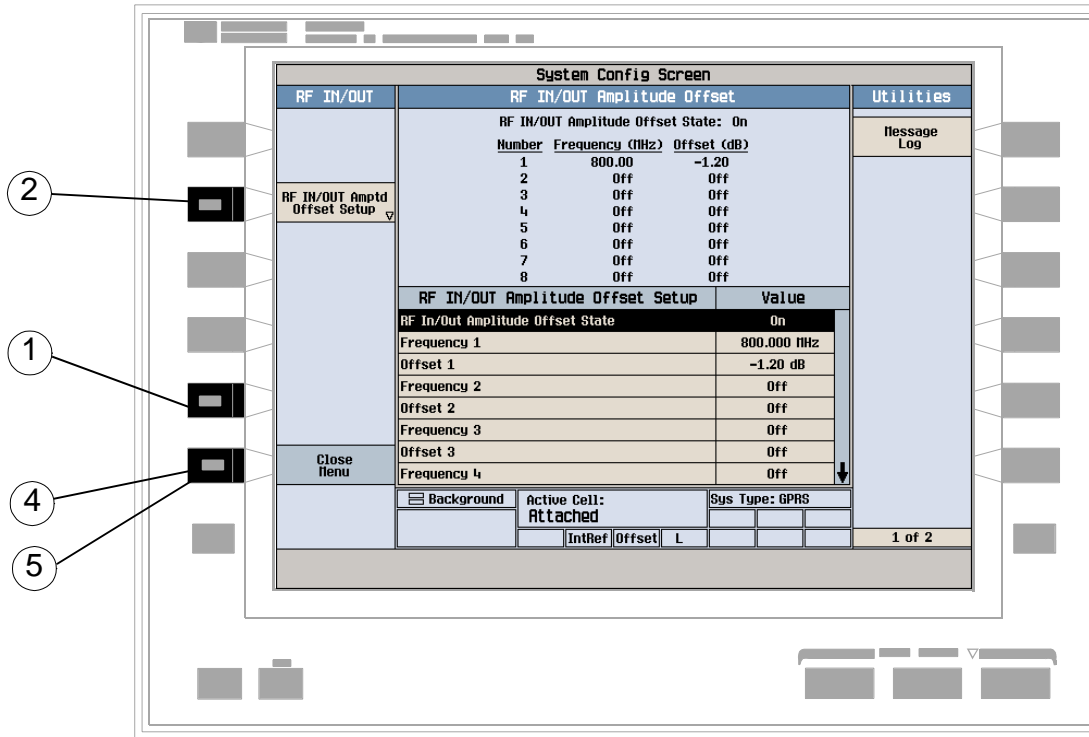 System Config Screen
RF IN/OUT
RF IN/OUT Amplitude Offset
Utilities
RF IN/OUT Amplitude Offset State: On
Number Frequency (MHz) Offset (dB)
1 800.00 -1.20
2 Off Off
3 Off Off
4 Off Off
5 Off Off
6 Off Off
7 Off Off
8 Off Off
Message
Log
2
RF IN/OUT Amptd
Offset Setup
RF IN/OUT Amplitude Offset Setup Value
RF In/Out Amplitude Offset State On
Frequency 1 800.000 MHz
Offset 1 -1.20 dB
Frequency 2 Off
Offset 2 Off
Frequency 3 Off
Offset 3 Off
Frequency 4 Off
1
Close
Menu
4
5
Background
Active Cell:
Attached
Sys Type: GPRS
IntRef Offset L
1 of 2